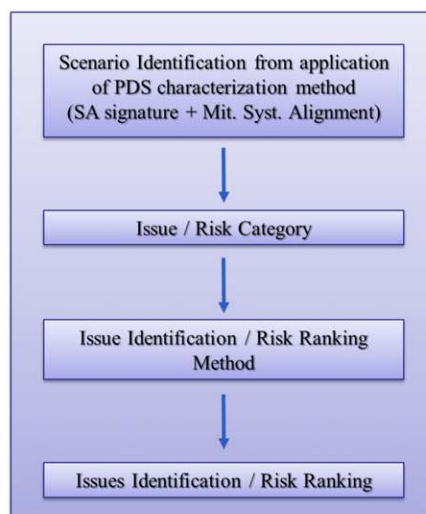 Scenario Identification from application
of PDS characterization method
(SA signature + Mit. Syst. Alignment)
Issue / Risk Category
Issue Identification / Risk Ranking
Method
Issues Identification / Risk Ranking